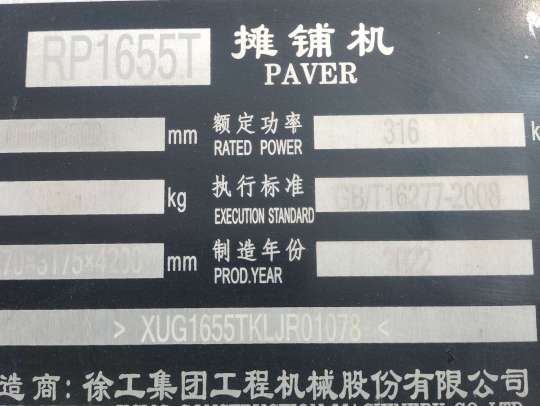 RP1655T 摊铺机
PAVER
mm 额定功率 316 k
RATED POWER
kg 执行标准 GB/T16277-2008
EXECUTION STANDARD
×4200 mm 制造年份 2022
PROD.YEAR
> XUG1655TKLJR01078 <
造商:徐工集团工程机械股份有限公司